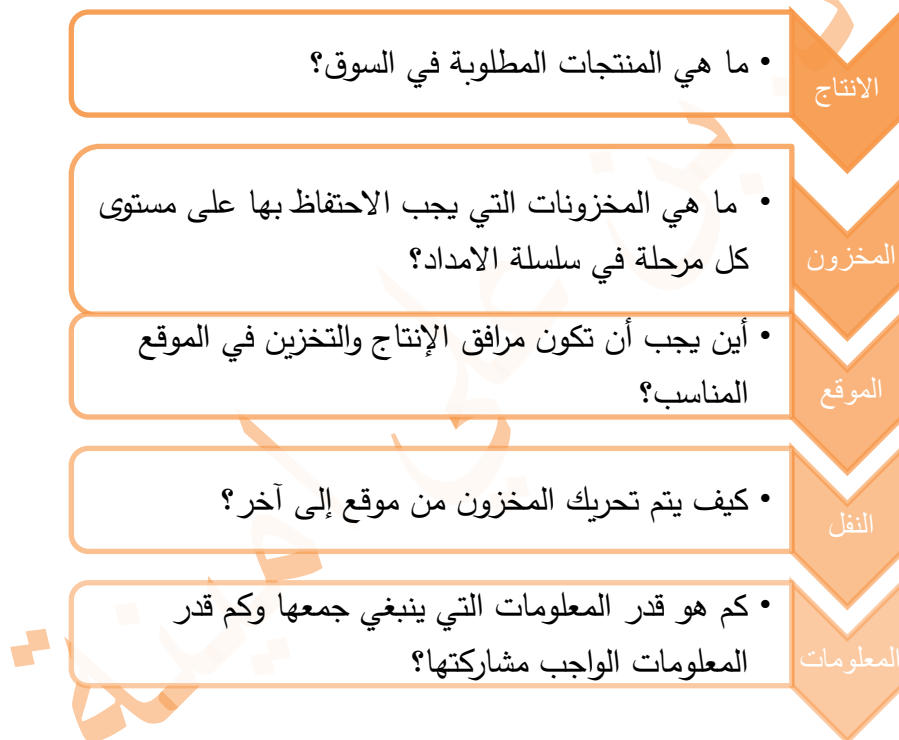 الانتاج
• ما هي المنتجات المطلوبة في السوق؟
المخزون
• ما هي المخزونات التي يجب الاحتفاظ بها على مستوى
كل مرحلة في سلسلة الامداد؟
الموقع
• أين يجب أن تكون مرافق الإنتاج والتخزين في الموقع
المناسب؟
النفل
• كيف يتم تحريك المخزون من موقع إلى آخر؟
المعلومات
• كم هو قدر المعلومات التي ينبغي جمعها وكم قدر
المعلومات الواجب مشاركتها؟